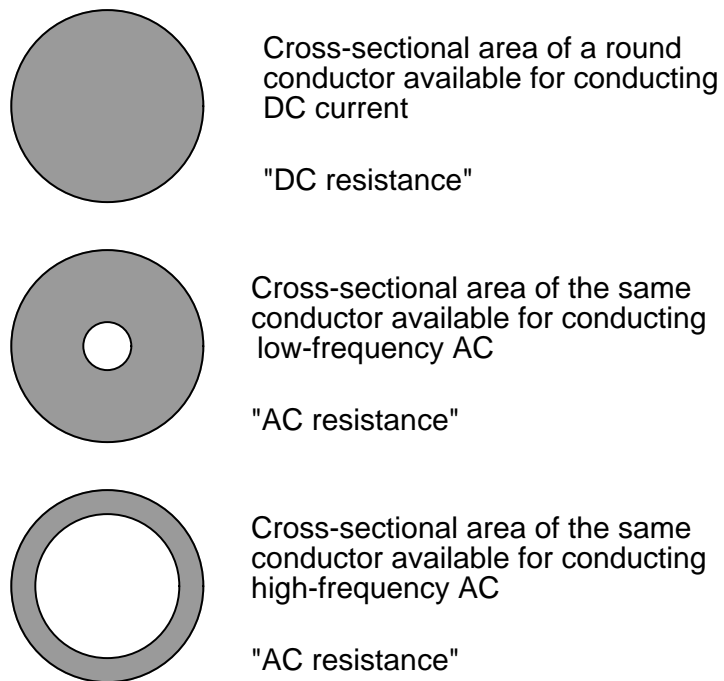 Cross-sectional area of a round
conductor available for conducting
DC current
"DC resistance"
Cross-sectional area of the same
conductor available for conducting
low-frequency AC
"AC resistance"
Cross-sectional area of the same
conductor available for conducting
high-frequency AC
"AC resistance"